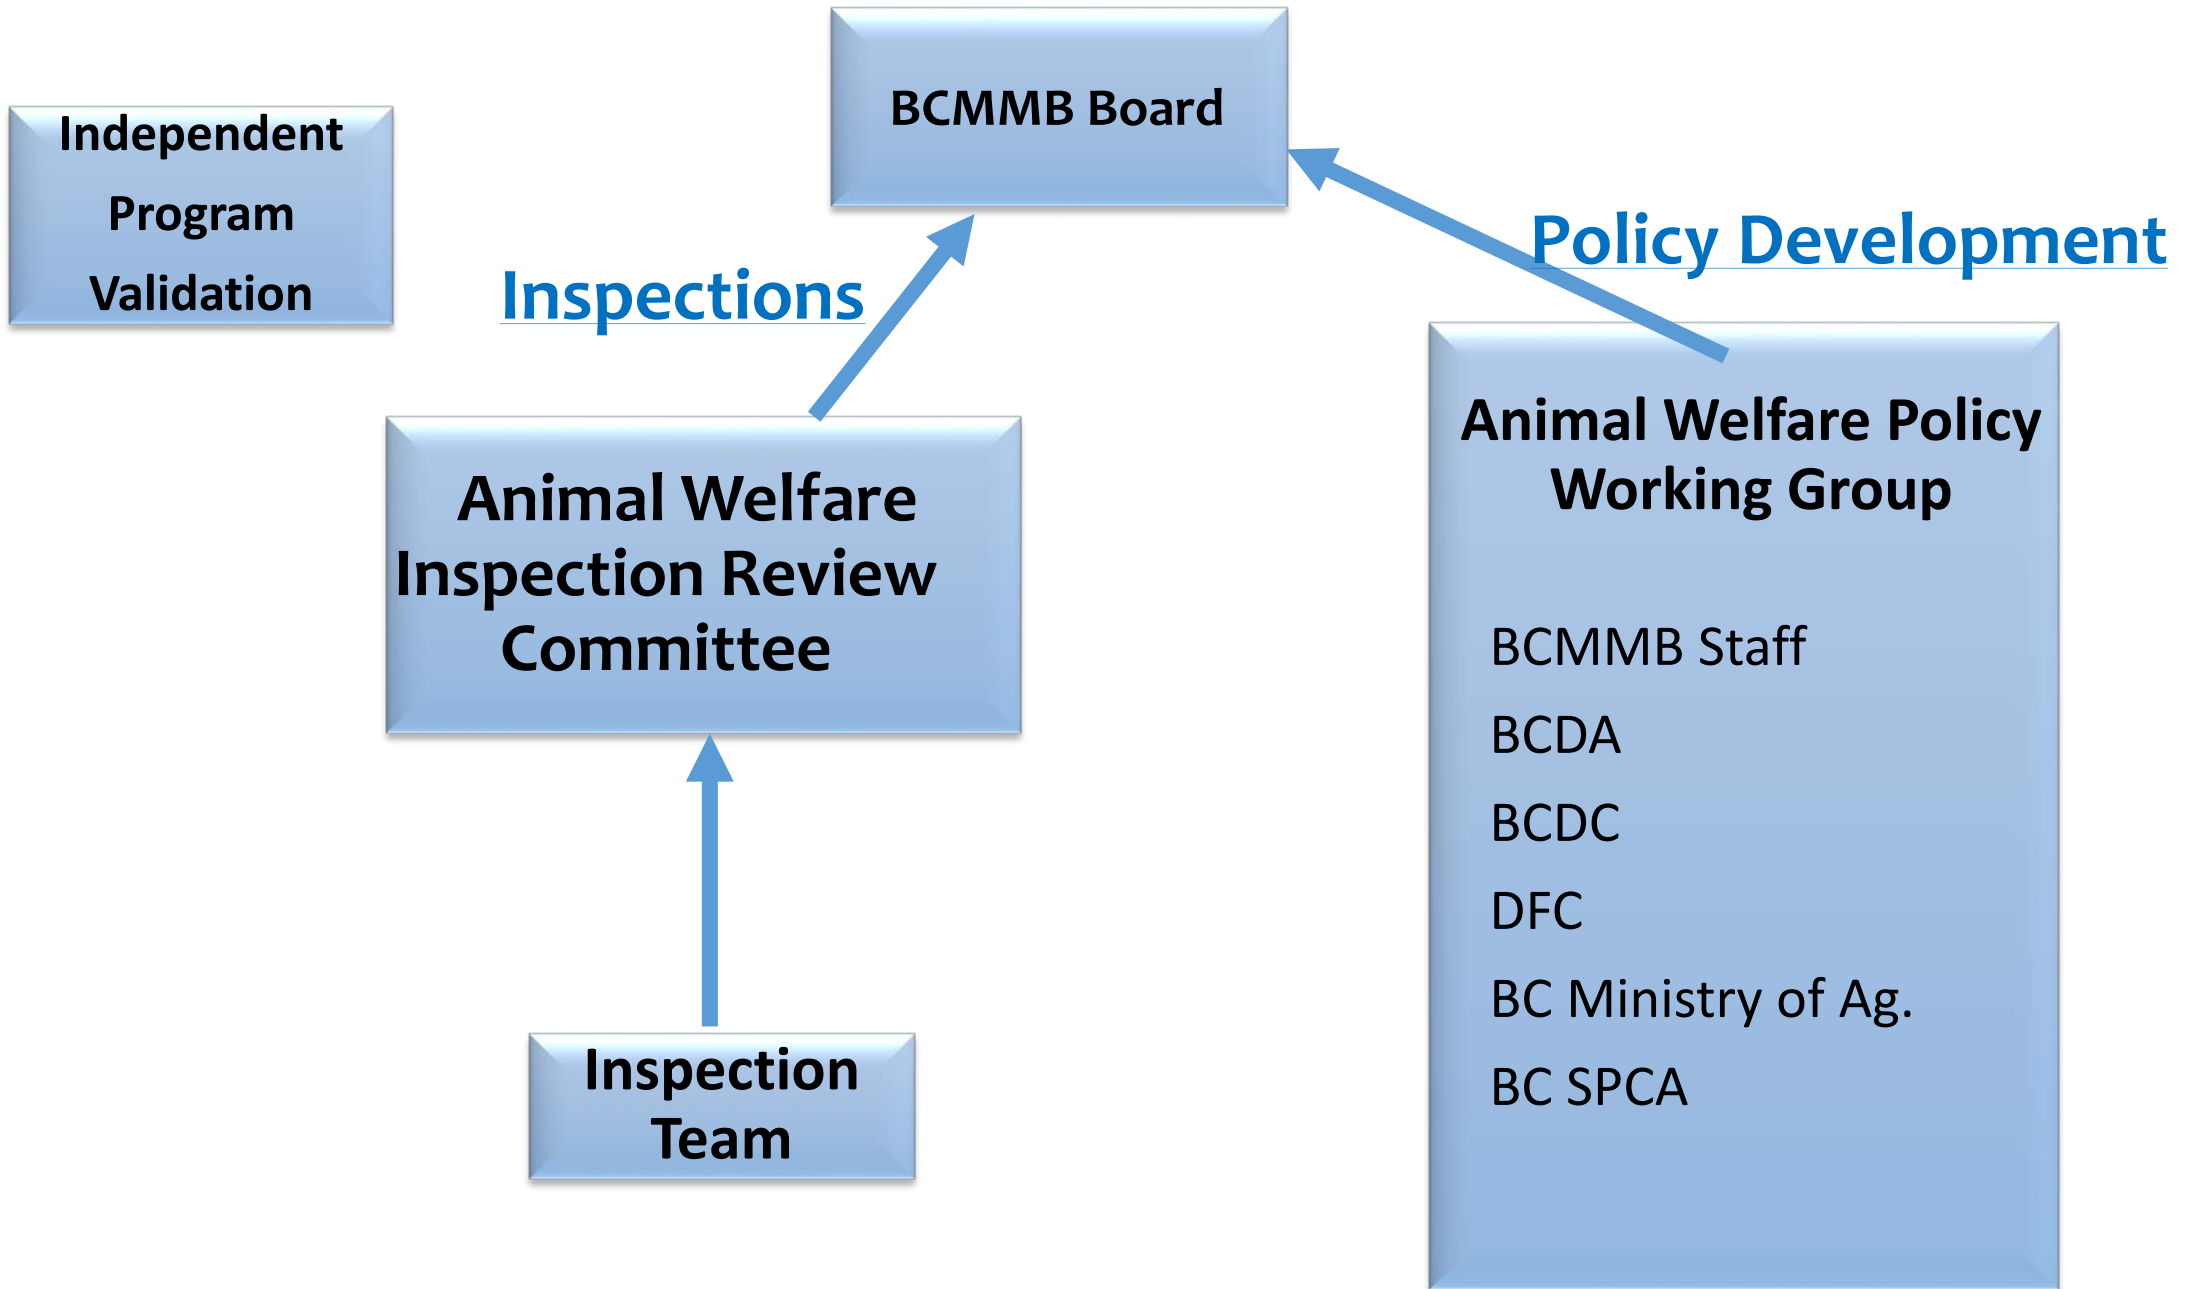 BCMMB Board
Independent
Program
Validation
Inspections
Policy Development
Animal Welfare
Inspection Review
Committee
Inspection
Team
Animal Welfare Policy
Working Group
BCMMB Staff
BCDA
BCDC
DFC
BC Ministry of Ag.
BC SPCA